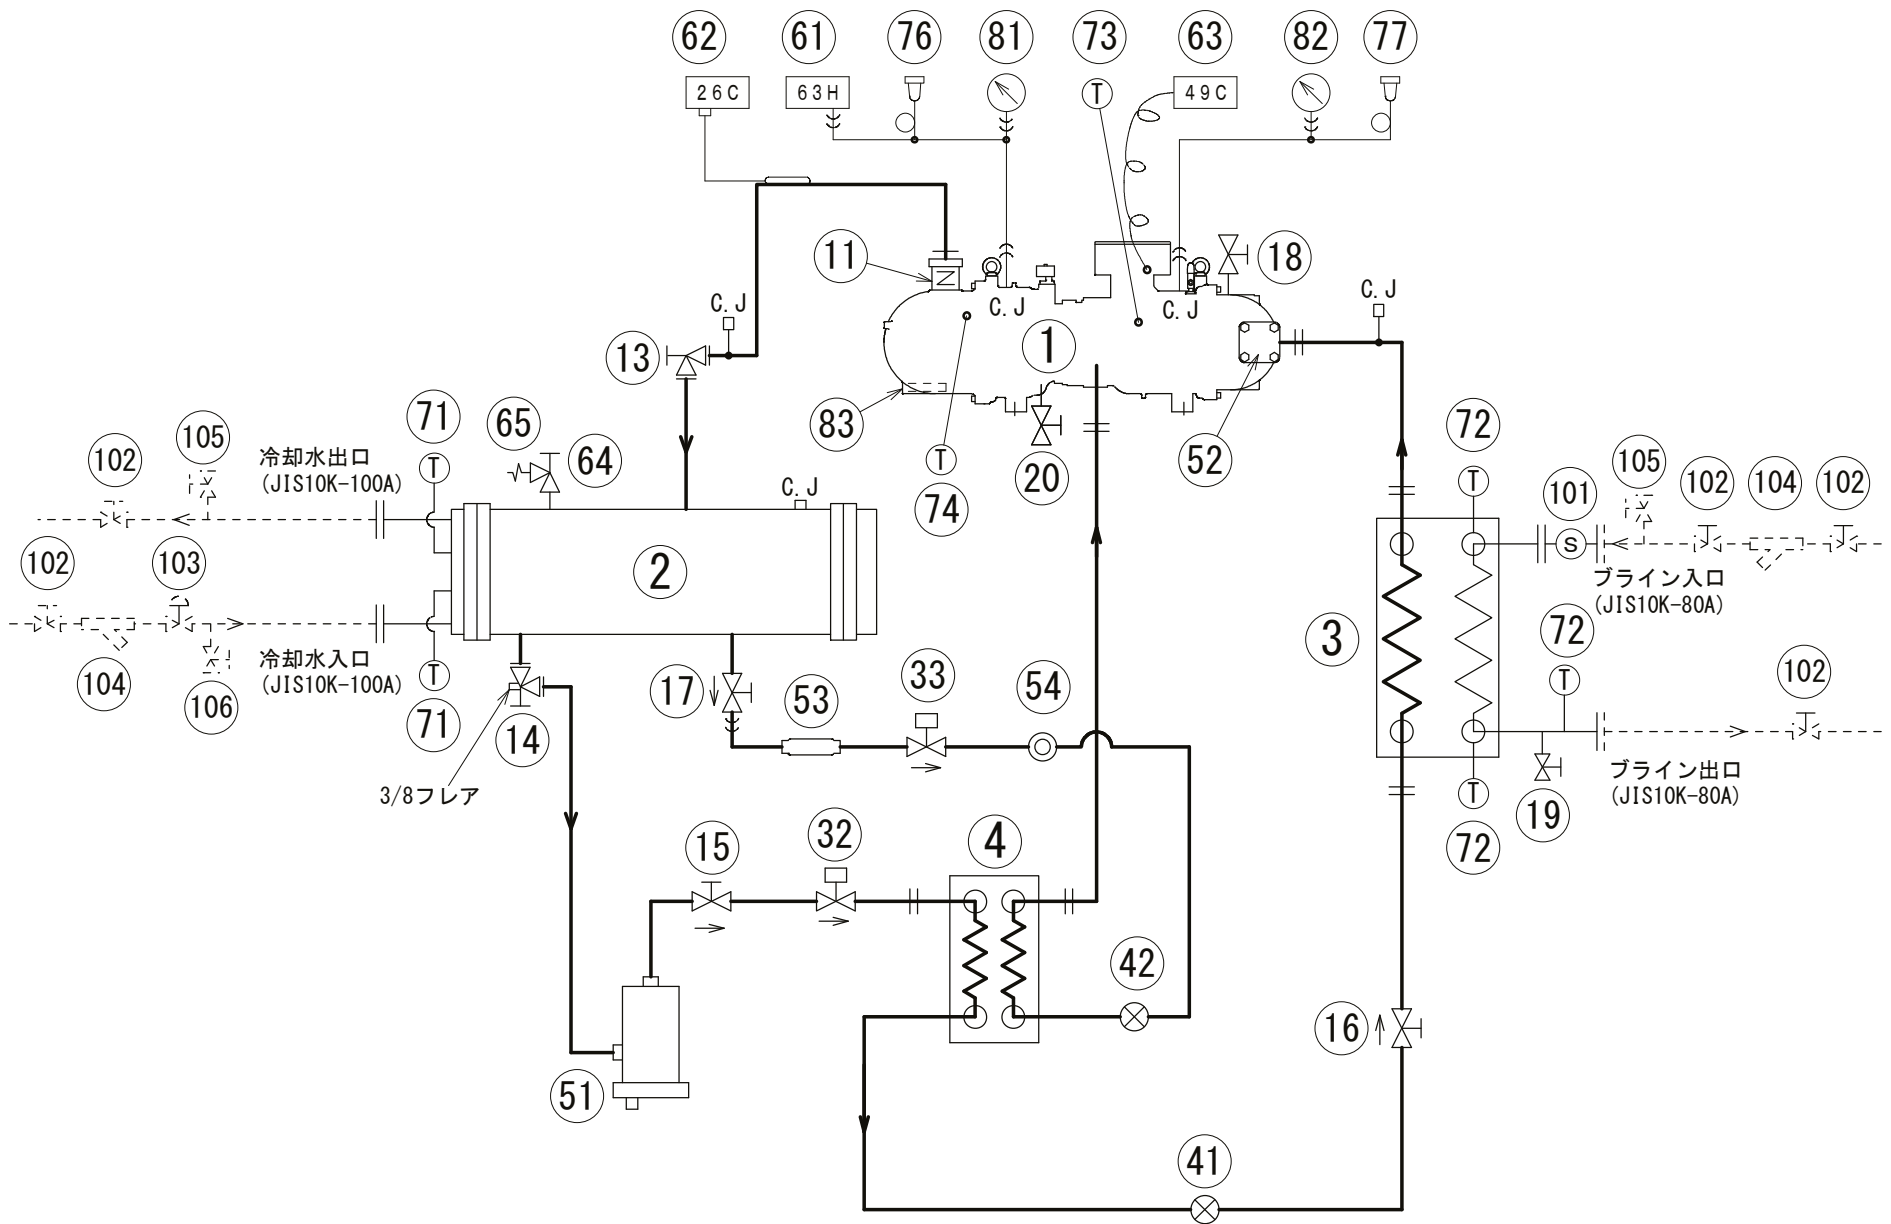 62 61 76 81 73 63 82 77
26C 63H T 49C
11 18
C.J C.J C.J C.J
13 1
71 65 64 83 T 20 52 72
102 105 冷却水出口 105
(JIS10K-100A)
T C.J 74 T 101 102 104 102
102 103 2 S
ブライン入口
(JIS10K-80A)
冷却水入口 3 72
(JIS10K-100A)
104 106 T 17 33 54 T 102
71 14 53
ブライン出口
(JIS10K-80A)
3/8フレア T 19
15 32 4 72
42
16
51
41